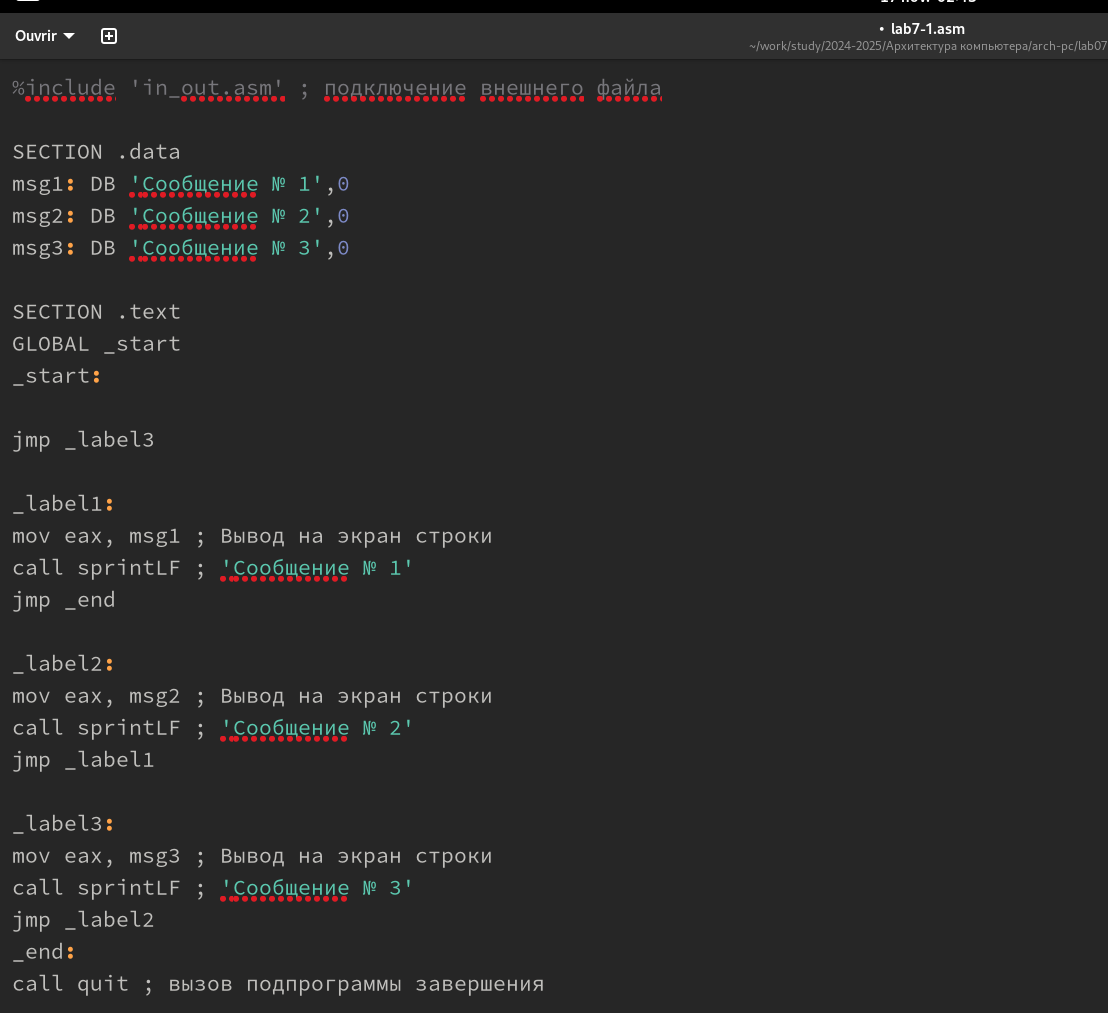 Ouvrir
• lab7-1.asm
~/work/study/2024-2025/Архитектура компьютера/arch-pc/lab07
%include 'in_out.asm' ; подключение внешнего файла
SECTION .data
msg1: DB 'Сообщение № 1',0
msg2: DB 'Сообщение № 2',0
msg3: DB 'Сообщение № 3',0
SECTION .text
GLOBAL _start
_start:
jmp _label3
_label1:
mov eax, msg1 ; Вывод на экран строки
call sprintLF ; 'Сообщение № 1'
jmp _end
_label2:
mov eax, msg2 ; Вывод на экран строки
call sprintLF ; 'Сообщение № 2'
jmp _label1
_label3:
mov eax, msg3 ; Вывод на экран строки
call sprintLF ; 'Сообщение № 3'
jmp _label2
_end:
call quit ; вызов подпрограммы завершения